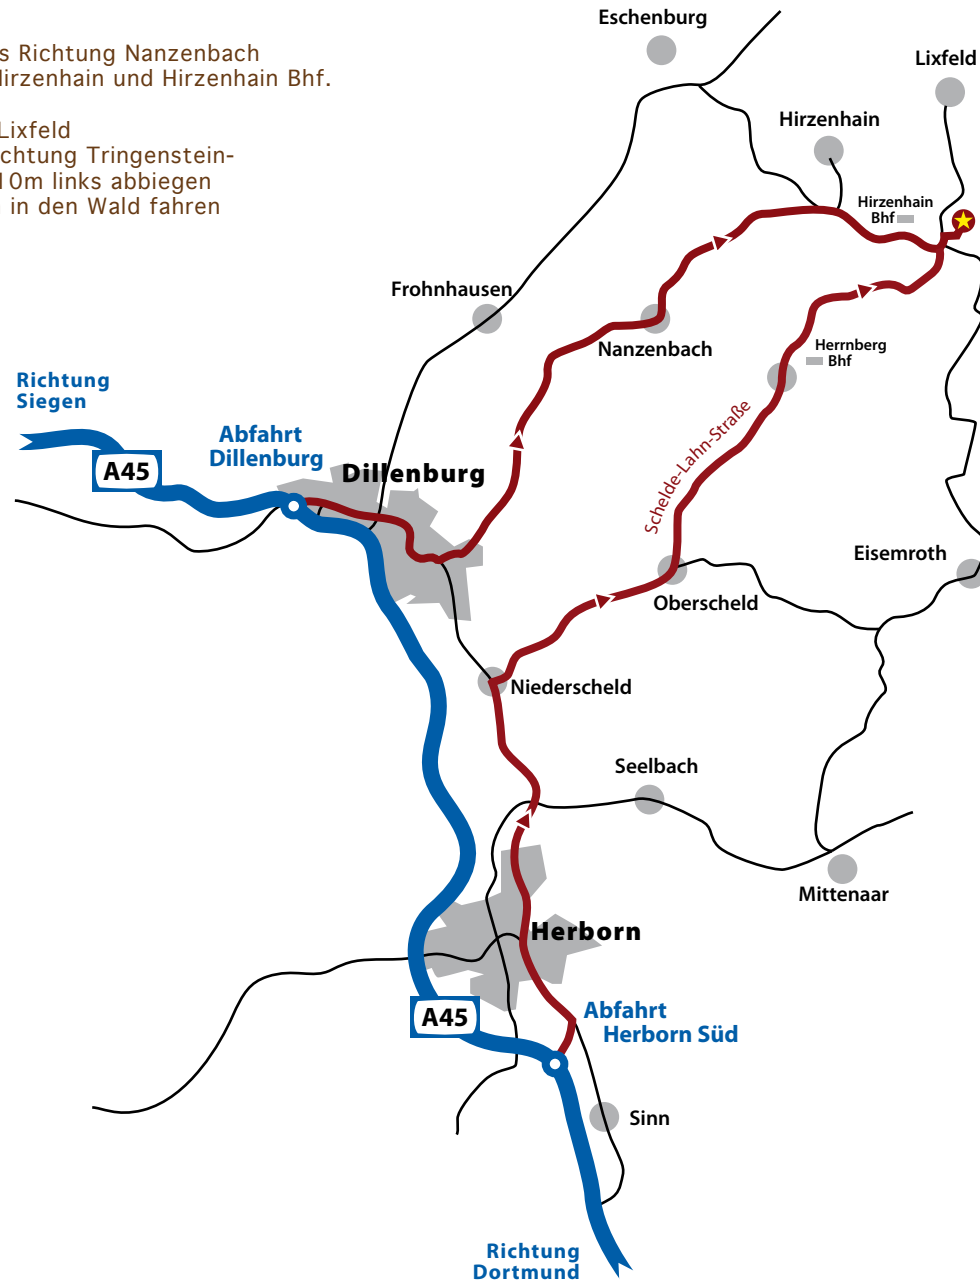 s Richtung Nanzenbach
Hirzenhain und Hirzenhain Bhf.
Lixfeld
chtung Tringenstein-
10m links abbiegen
in den Wald fahren
Eschenburg
Lixfeld
Hirzenhain
Hirzenhain
Bhf
Frohnhausen
Nanzenbach
Herrnberg
Bhf
Richtung
Siegen
Abfahrt
Dillenburg
A45
Dillenburg
Schelde-Lahn-Straße
Eisemroth
Oberscheld
Niederscheld
Seelbach
Mittenaar
Herborn
A45
Abfahrt
Herborn Süd
Sinn
Richtung
Dortmund